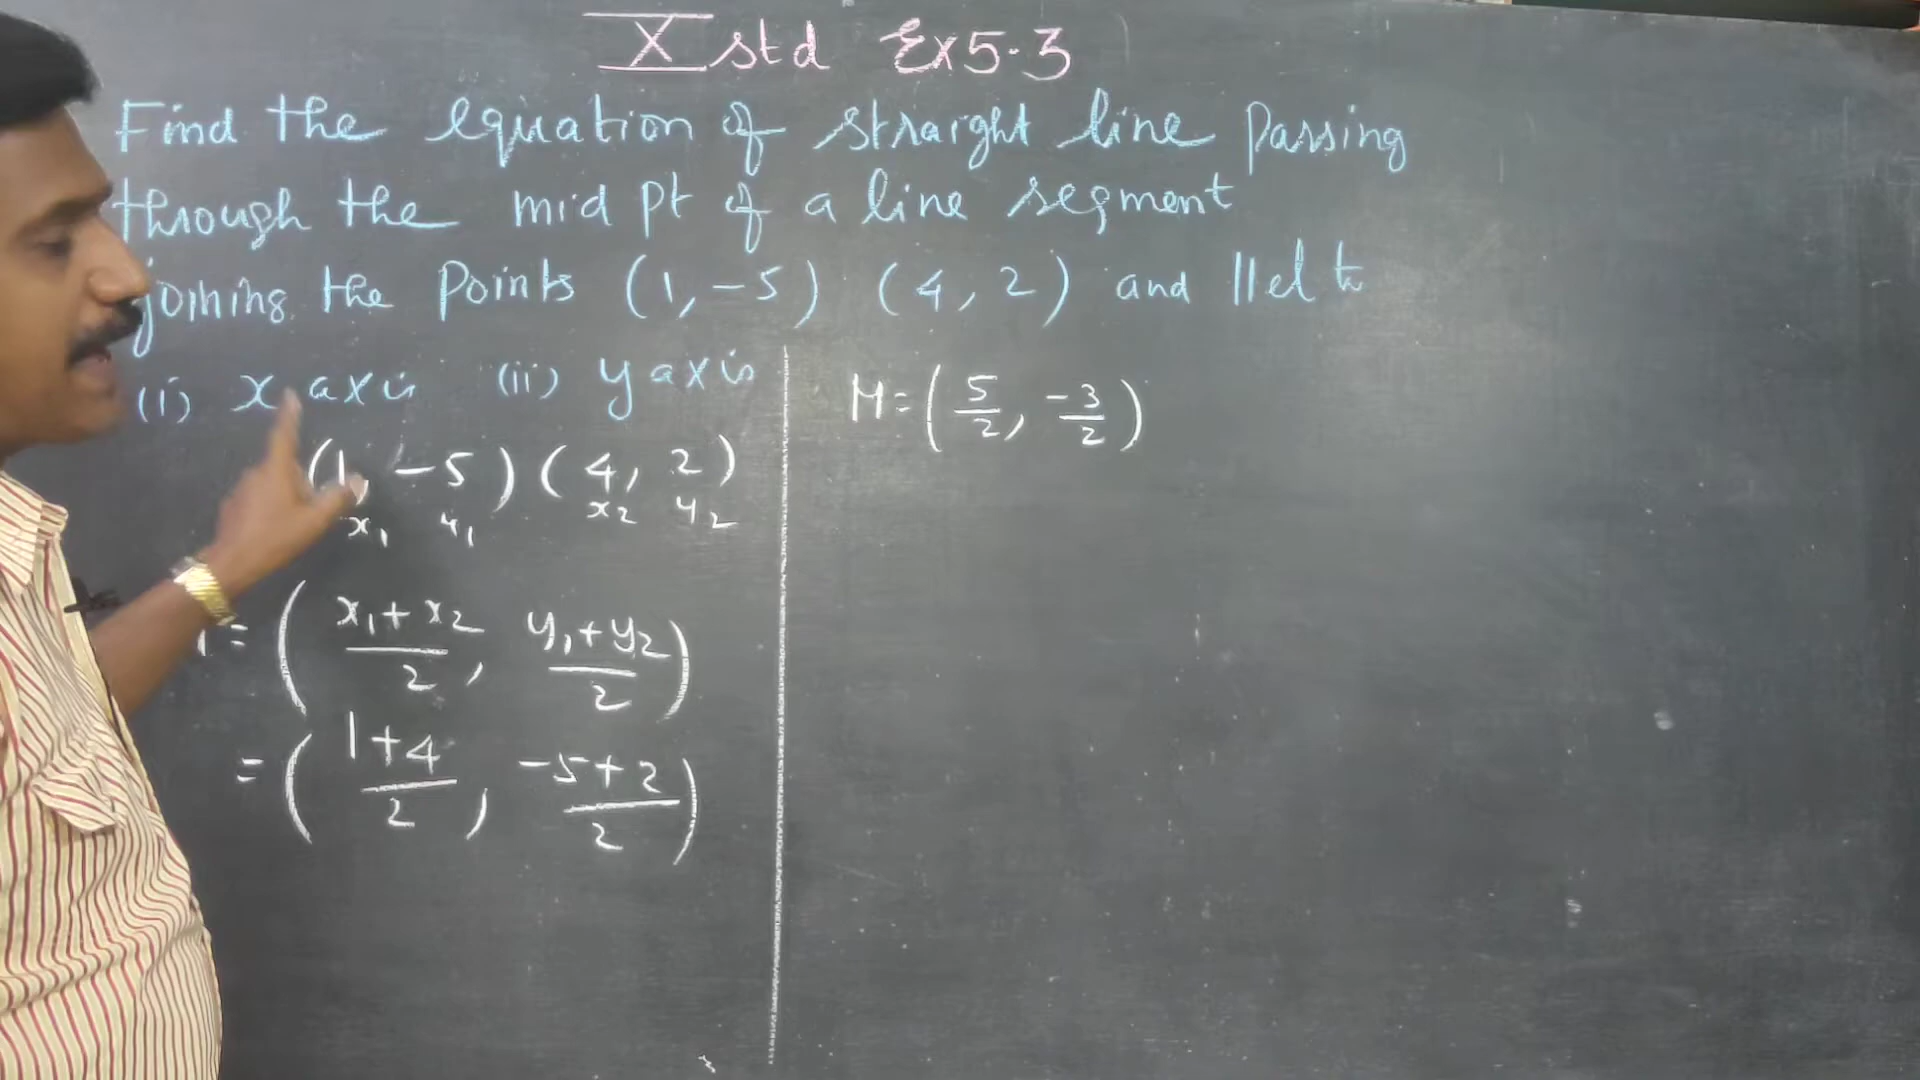 X std Ex 5.3
Find the equation of straight line passing
through the mid pt of a line segment
joining the points (1, -5) (4, 2) and ||el to
(i) x axis (ii) y axis
(1, -5) (4, 2)
x₁ y₁ x₂ y₂
= ( x₁+x₂/2 , y₁+y₂/2 )
= ( 1+4/2 , -5+2/2 )
M = ( 5/2 , -3/2 )